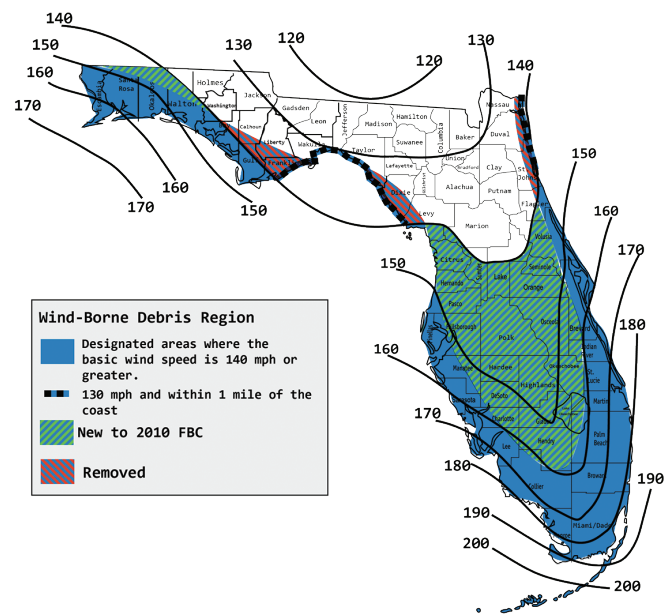 140
120
130
120
130
150
140
160
170
Santa
Rosa
Okaloosa
Walton
Holmes
Washington
Jackson
Calhoun
Gadsden
Leon
Liberty
Wakulla
Gulf
Franklin
Jefferson
Madison
Taylor
Hamilton
Suwanee
Columbia
Lafayette
Baker
Nassau
Duval
Union
Bradford
Clay
St.
Johns
Dixie
Alachua
Putnam
Flagler
Levy
Marion
160
170
150
150
160
170
180
Volusia
Citrus
Sumter
Lake
Seminole
Orange
Hernando
Pasco
Hillsborough
Polk
Osceola
Brevard
Indian
River
Okeechobee
St.
Lucie
Manatee
Hardee
Highlands
Sarasota
DeSoto
Martin
Charlotte
Glades
Lee
Hendry
Palm
Beach
Collier
Broward
Miami/Dade
150
160
170
180
190
190
200
200
Wind-Borne Debris Region
Designated areas where the
basic wind speed is 140 mph or
greater.
130 mph and within 1 mile of the
coast
New to 2010 FBC
Removed